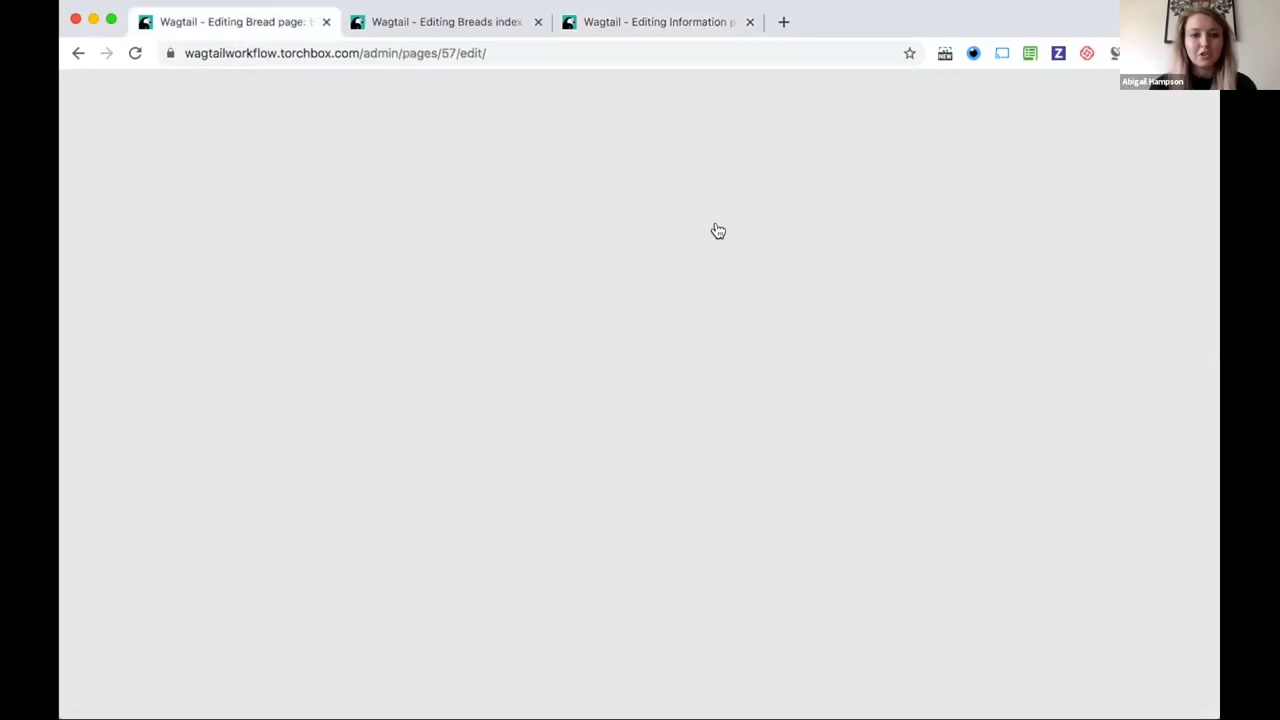 Wagtail - Editing Bread page:
Wagtail - Editing Breads index
Wagtail - Editing Information p
wagtailworkflow.torchbox.com/admin/pages/57/edit/
NEW
Z
Abigail Hampson